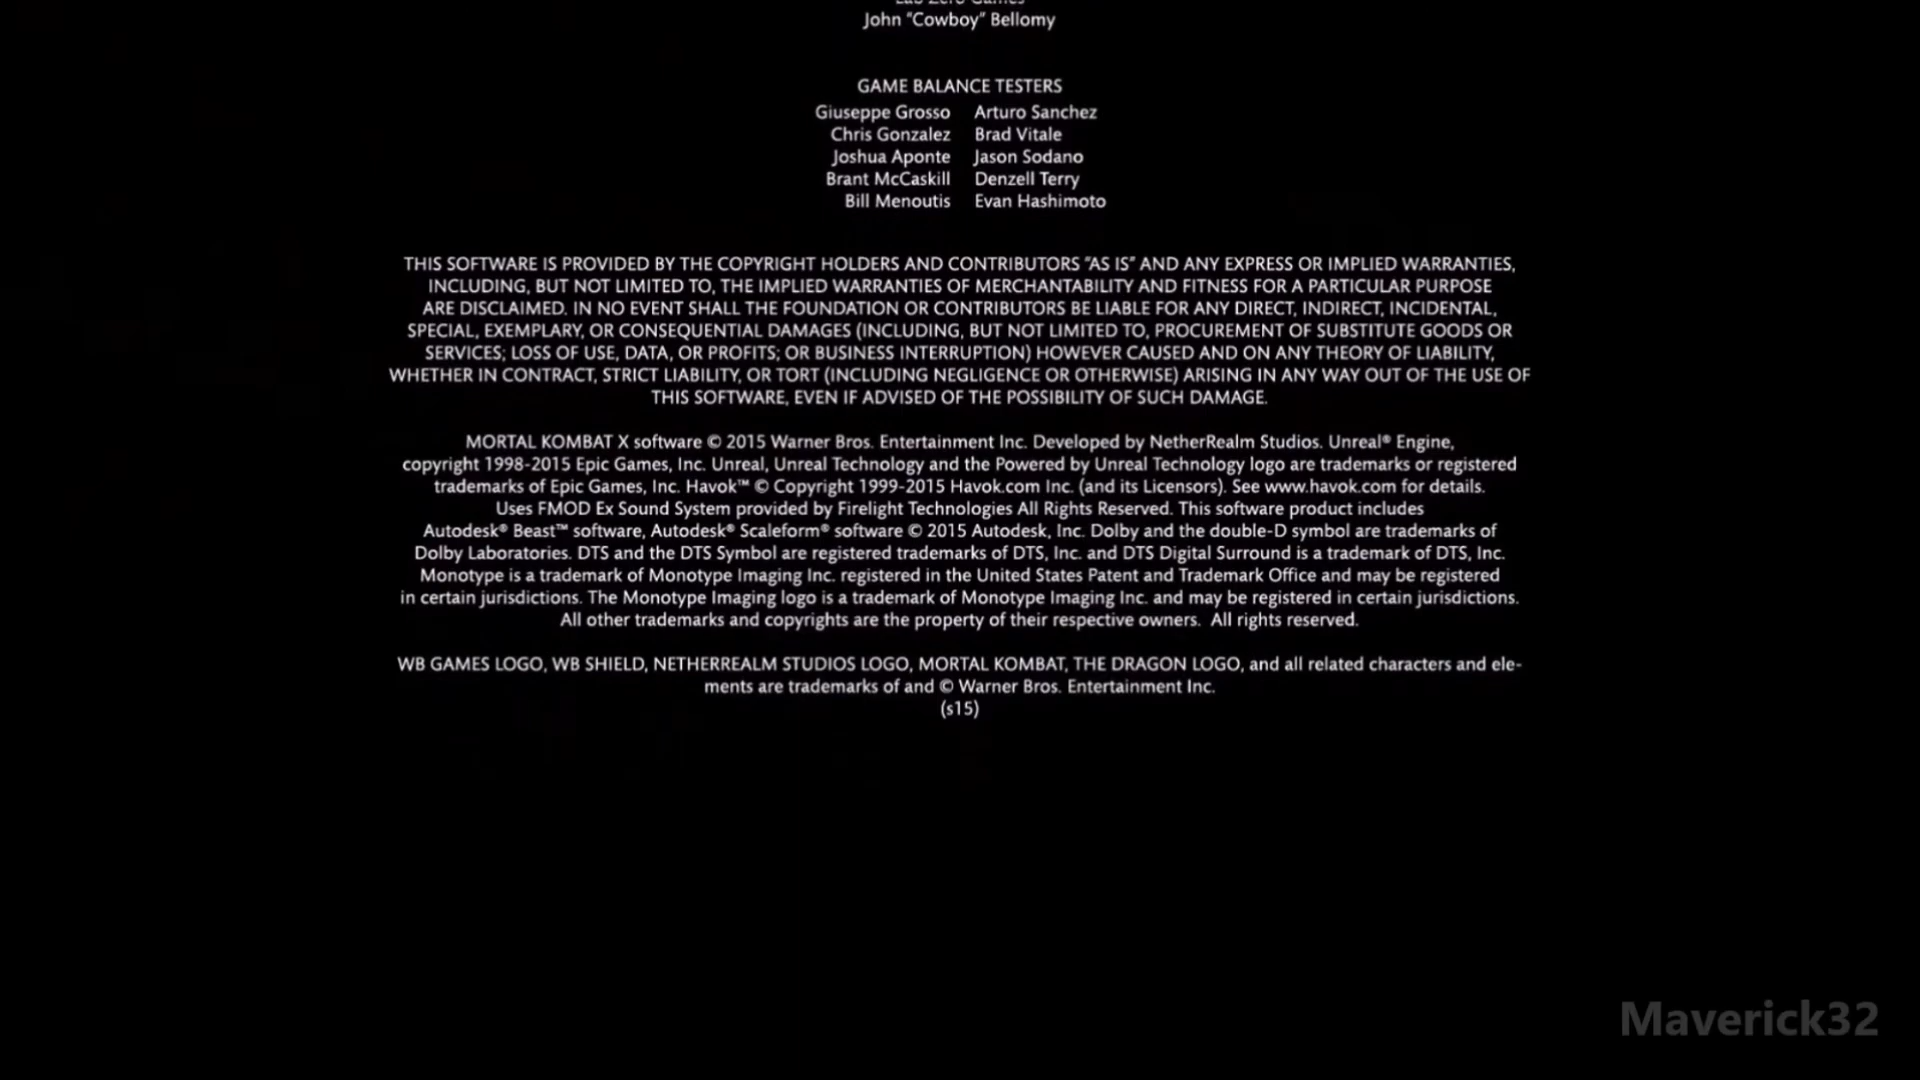 Lab Zero Games
John “Cowboy” Bellomy
GAME BALANCE TESTERS
Giuseppe Grosso Arturo Sanchez
Chris Gonzalez Brad Vitale
Joshua Aponte Jason Sodano
Brant McCaskill Denzell Terry
Bill Menoutis Evan Hashimoto
THIS SOFTWARE IS PROVIDED BY THE COPYRIGHT HOLDERS AND CONTRIBUTORS “AS IS” AND ANY EXPRESS OR IMPLIED WARRANTIES,
INCLUDING, BUT NOT LIMITED TO, THE IMPLIED WARRANTIES OF MERCHANTABILITY AND FITNESS FOR A PARTICULAR PURPOSE
ARE DISCLAIMED. IN NO EVENT SHALL THE FOUNDATION OR CONTRIBUTORS BE LIABLE FOR ANY DIRECT, INDIRECT, INCIDENTAL,
SPECIAL, EXEMPLARY, OR CONSEQUENTIAL DAMAGES (INCLUDING, BUT NOT LIMITED TO, PROCUREMENT OF SUBSTITUTE GOODS OR
SERVICES; LOSS OF USE, DATA, OR PROFITS; OR BUSINESS INTERRUPTION) HOWEVER CAUSED AND ON ANY THEORY OF LIABILITY,
WHETHER IN CONTRACT, STRICT LIABILITY, OR TORT (INCLUDING NEGLIGENCE OR OTHERWISE) ARISING IN ANY WAY OUT OF THE USE OF
THIS SOFTWARE, EVEN IF ADVISED OF THE POSSIBILITY OF SUCH DAMAGE.
MORTAL KOMBAT X software © 2015 Warner Bros. Entertainment Inc. Developed by NetherRealm Studios. Unreal® Engine,
copyright 1998-2015 Epic Games, Inc. Unreal, Unreal Technology and the Powered by Unreal Technology logo are trademarks or registered
trademarks of Epic Games, Inc. Havok™ © Copyright 1999-2015 Havok.com Inc. (and its Licensors). See www.havok.com for details.
Uses FMOD Ex Sound System provided by Firelight Technologies All Rights Reserved. This software product includes
Autodesk® Beast™ software, Autodesk® Scaleform® software © 2015 Autodesk, Inc. Dolby and the double-D symbol are trademarks of
Dolby Laboratories. DTS and the DTS Symbol are registered trademarks of DTS, Inc. and DTS Digital Surround is a trademark of DTS, Inc.
Monotype is a trademark of Monotype Imaging Inc. registered in the United States Patent and Trademark Office and may be registered
in certain jurisdictions. The Monotype Imaging logo is a trademark of Monotype Imaging Inc. and may be registered in certain jurisdictions.
All other trademarks and copyrights are the property of their respective owners.  All rights reserved.
WB GAMES LOGO, WB SHIELD, NETHERREALM STUDIOS LOGO, MORTAL KOMBAT, THE DRAGON LOGO, and all related characters and ele-
ments are trademarks of and © Warner Bros. Entertainment Inc.
(s15)
Maverick32